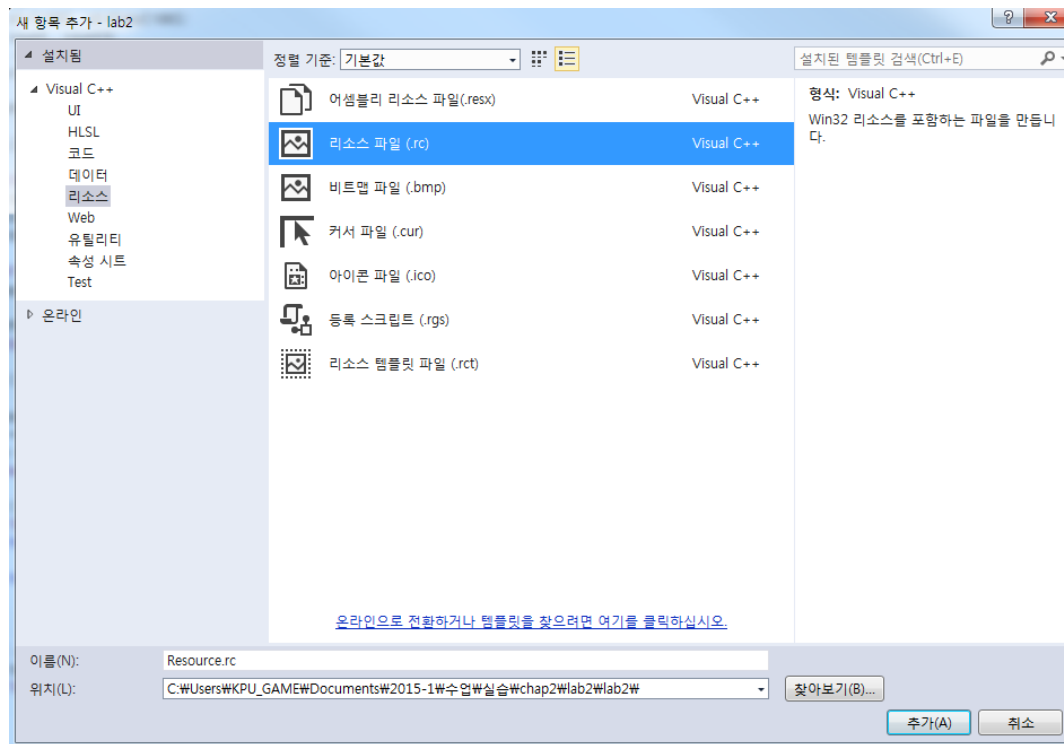 새 항목 추가 - lab2
설치됨
Visual C++
UI
HLSL
코드
데이터
리소스
Web
유틸리티
속성 시트
Test
온라인
정렬 기준: 기본값
어셈블리 리소스 파일(.resx) Visual C++
리소스 파일 (.rc) Visual C++
비트맵 파일 (.bmp) Visual C++
커서 파일 (.cur) Visual C++
아이콘 파일 (.ico) Visual C++
등록 스크립트 (.rgs) Visual C++
리소스 템플릿 파일 (.rct) Visual C++
온라인으로 전환하거나 템플릿을 찾으려면 여기를 클릭하십시오.
설치된 템플릿 검색(Ctrl+E)
형식: Visual C++
Win32 리소스를 포함하는 파일을 만듭니
다.
이름(N): Resource.rc
위치(L): C:₩Users₩KPU_GAME₩Documents₩2015-1₩수업₩실습₩chap2₩lab2₩lab2₩
찾아보기(B)...
추가(A) 취소